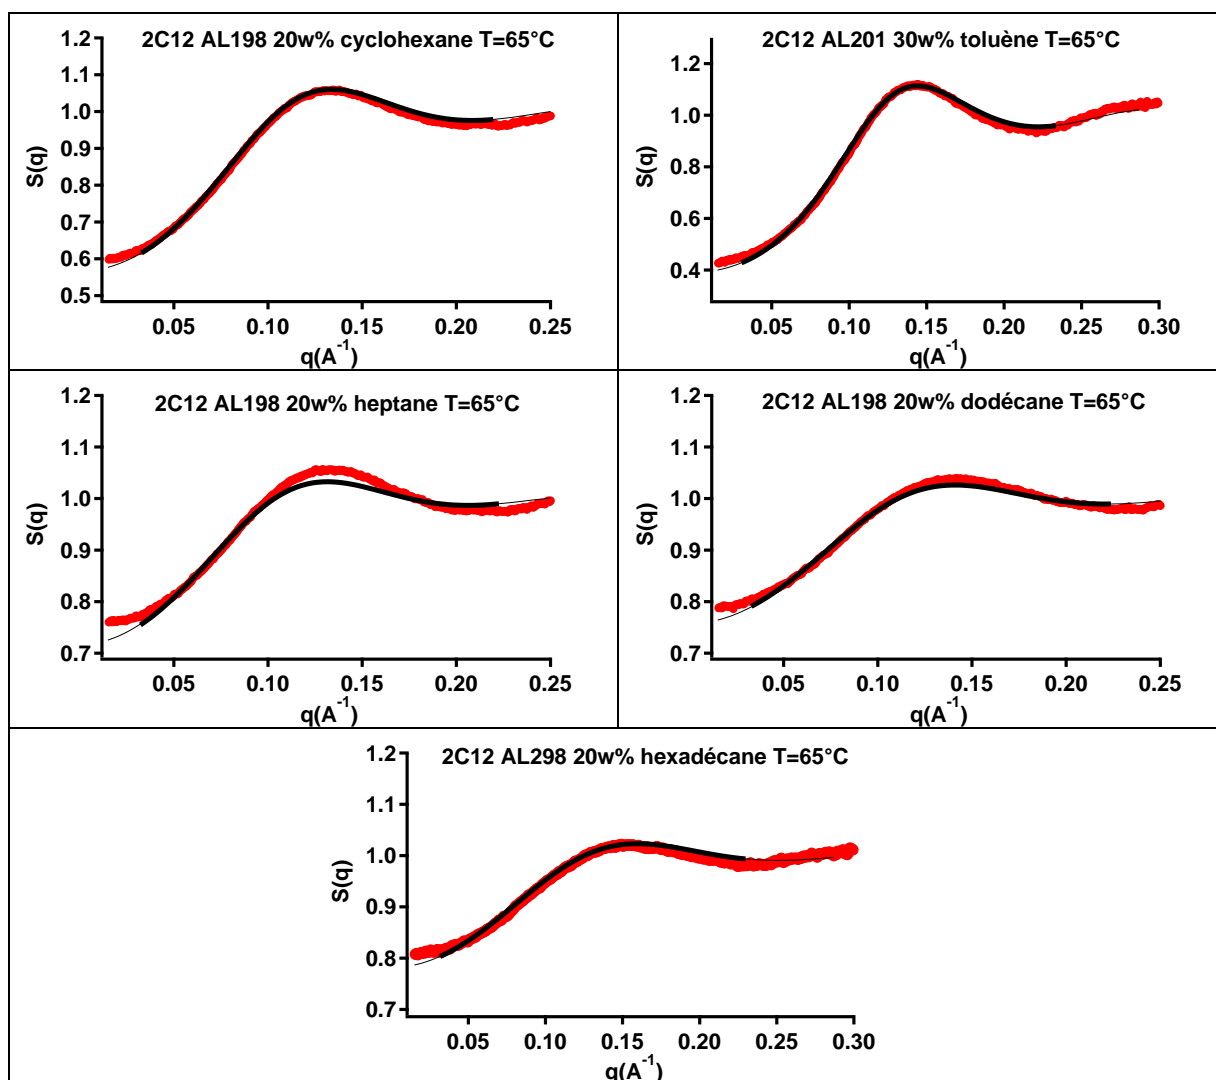 2C12 AL198 20w% cyclohexane T=65°C
1.2
1.1
1.0
0.9
0.8
0.7
0.6
0.5
S(q)
0.05 0.10 0.15 0.20 0.25
q(A⁻¹)
2C12 AL201 30w% toluène T=65°C
1.2
1.0
0.8
0.6
0.4
S(q)
0.05 0.10 0.15 0.20 0.25 0.30
q(A⁻¹)
2C12 AL198 20w% heptane T=65°C
1.2
1.1
1.0
0.9
0.8
0.7
S(q)
0.05 0.10 0.15 0.20 0.25
q(A⁻¹)
2C12 AL198 20w% dodécane T=65°C
1.2
1.1
1.0
0.9
0.8
0.7
S(q)
0.05 0.10 0.15 0.20 0.25
q(A⁻¹)
2C12 AL298 20w% hexadécane T=65°C
1.2
1.1
1.0
0.9
0.8
0.7
S(q)
0.05 0.10 0.15 0.20 0.25 0.30
q(A⁻¹)